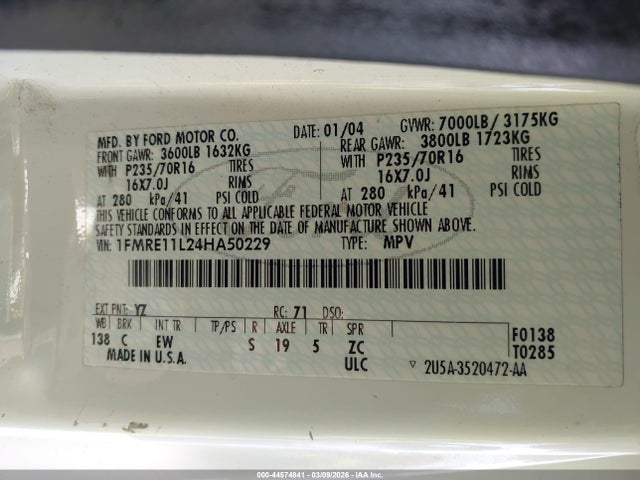 MFD. BY FORD MOTOR CO.
DATE: 01/04
GVWR: 7000LB/ 3175KG
FRONT GAWR: 3600LB 1632KG
REAR GAWR: 3800LB 1723KG
WITH P235/70R16 TIRES
WITH P235/70R16 TIRES
16X7.0J RIMS
16X7.0J RIMS
AT 280 kPa/41 PSI COLD
AT 280 kPa/41 PSI COLD
THIS VEHICLE CONFORMS TO ALL APPLICABLE FEDERAL MOTOR VEHICLE
SAFETY STANDARDS IN EFFECT ON THE DATE OF MANUFACTURE SHOWN ABOVE.
VIN: 1FMRE11L24HA50229 TYPE: MPV
EXT PNT: YZ RC: 71 DSO:
WB BRK INT TR TP/PS R AXLE TR SPR
138 C EW S 19 5 ZC
F0138
T0285
MADE IN U.S.A.
ULC
▽ 2U5A-3520472-AA
000-44574841 - 03/09/2026 - IAA Inc.